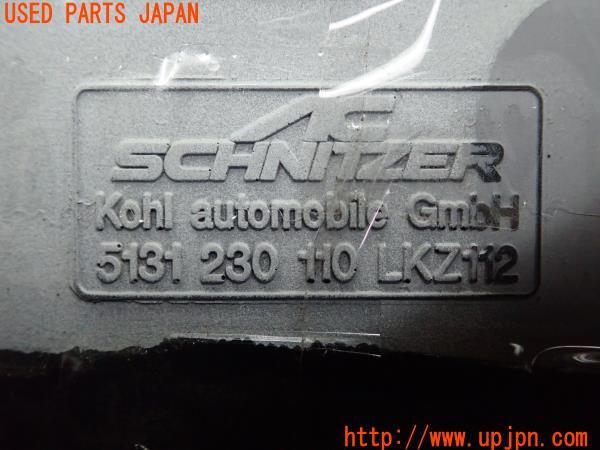 USED PARTS JAPAN
AC
SCHNITZER
Kohl automobile GmbH
5131 230 110 LKZ112
http://www.upjpn.com/